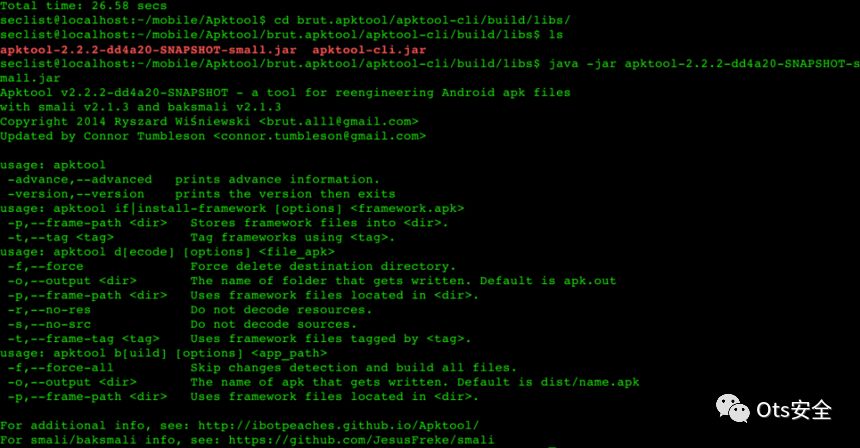 Total time: 26.58 secs
seclist@localhost:~/mobile/Apktool$ cd brut.apktool/apktool-cli/build/libs/
seclist@localhost:~/mobile/Apktool/brut.apktool/apktool-cli/build/libs$ ls
apktool-2.2.2-dd4a20-SNAPSHOT-small.jar  apktool-cli.jar
seclist@localhost:~/mobile/Apktool/brut.apktool/apktool-cli/build/libs$ java -jar apktool-2.2.2-dd4a20-SNAPSHOT-s
mall.jar
Apktool v2.2.2-dd4a20-SNAPSHOT - a tool for reengineering Android apk files
with smali v2.1.3 and baksmali v2.1.3
Copyright 2014 Ryszard Wiśniewski <brut.alll@gmail.com>
Updated by Connor Tumbleson <connor.tumbleson@gmail.com>
usage: apktool
 -advance,--advanced   prints advance information.
 -version,--version    prints the version then exits
usage: apktool if|install-framework [options] <framework.apk>
 -p,--frame-path <dir>   Stores framework files into <dir>.
 -t,--tag <tag>          Tag frameworks using <tag>.
usage: apktool d[ecode] [options] <file_apk>
 -f,--force              Force delete destination directory.
 -o,--output <dir>       The name of folder that gets written. Default is apk.out
 -p,--frame-path <dir>   Uses framework files located in <dir>.
 -r,--no-res             Do not decode resources.
 -s,--no-src             Do not decode sources.
 -t,--frame-tag <tag>    Uses framework files tagged by <tag>.
usage: apktool b[uild] [options] <app_path>
 -f,--force-all          Skip changes detection and build all files.
 -o,--output <dir>       The name of apk that gets written. Default is dist/name.apk
 -p,--frame-path <dir>   Uses framework files located in <dir>.
Ots安全
For additional info, see: http://ibotpeaches.github.io/Apktool/
For smali/baksmali info, see: https://github.com/JesusFreke/smali